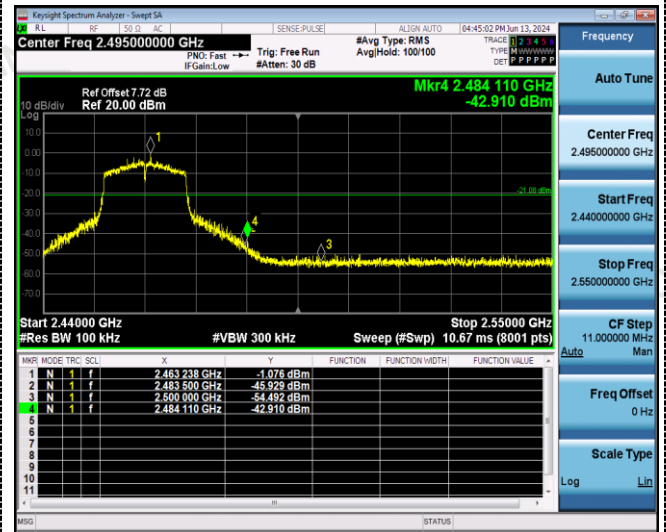 Keysight Spectrum Analyzer - Swept SA
RL RF 50 Ω AC SENSE:PULSE ALIGN AUTO 04:45:02 PM Jun 13, 2024
Center Freq 2.495000000 GHz
PNO: Fast
IFGain:Low
Trig: Free Run
#Atten: 30 dB
#Avg Type: RMS
Avg|Hold: 100/100
TRACE 1 2 3 4 5 6
TYPE M W W W W W
DET P P P P P P
Ref Offset 7.72 dB
Ref 20.00 dBm
10 dB/div
Log
Mkr4 2.484 110 GHz
-42.910 dBm
10.0
0.00
-10.0
-20.0
-30.0
-40.0
-50.0
-60.0
-70.0
1
4
3
-21.08 dBm
Start 2.44000 GHz
Stop 2.55000 GHz
#Res BW 100 kHz
#VBW 300 kHz
Sweep (#Swp) 10.67 ms (8001 pts)
MKR MODE TRC SCL X Y FUNCTION FUNCTION WIDTH FUNCTION VALUE
1 N 1 f 2.463 238 GHz -1.076 dBm
2 N 1 f 2.483 500 GHz -45.929 dBm
3 N 1 f 2.500 000 GHz -54.492 dBm
4 N 1 f 2.484 110 GHz -42.910 dBm
5
6
7
8
9
10
11
MSG
STATUS
Frequency
Auto Tune
Center Freq
2.495000000 GHz
Start Freq
2.440000000 GHz
Stop Freq
2.550000000 GHz
CF Step
11.000000 MHz
Auto Man
Freq Offset
0 Hz
Scale Type
Log Lin